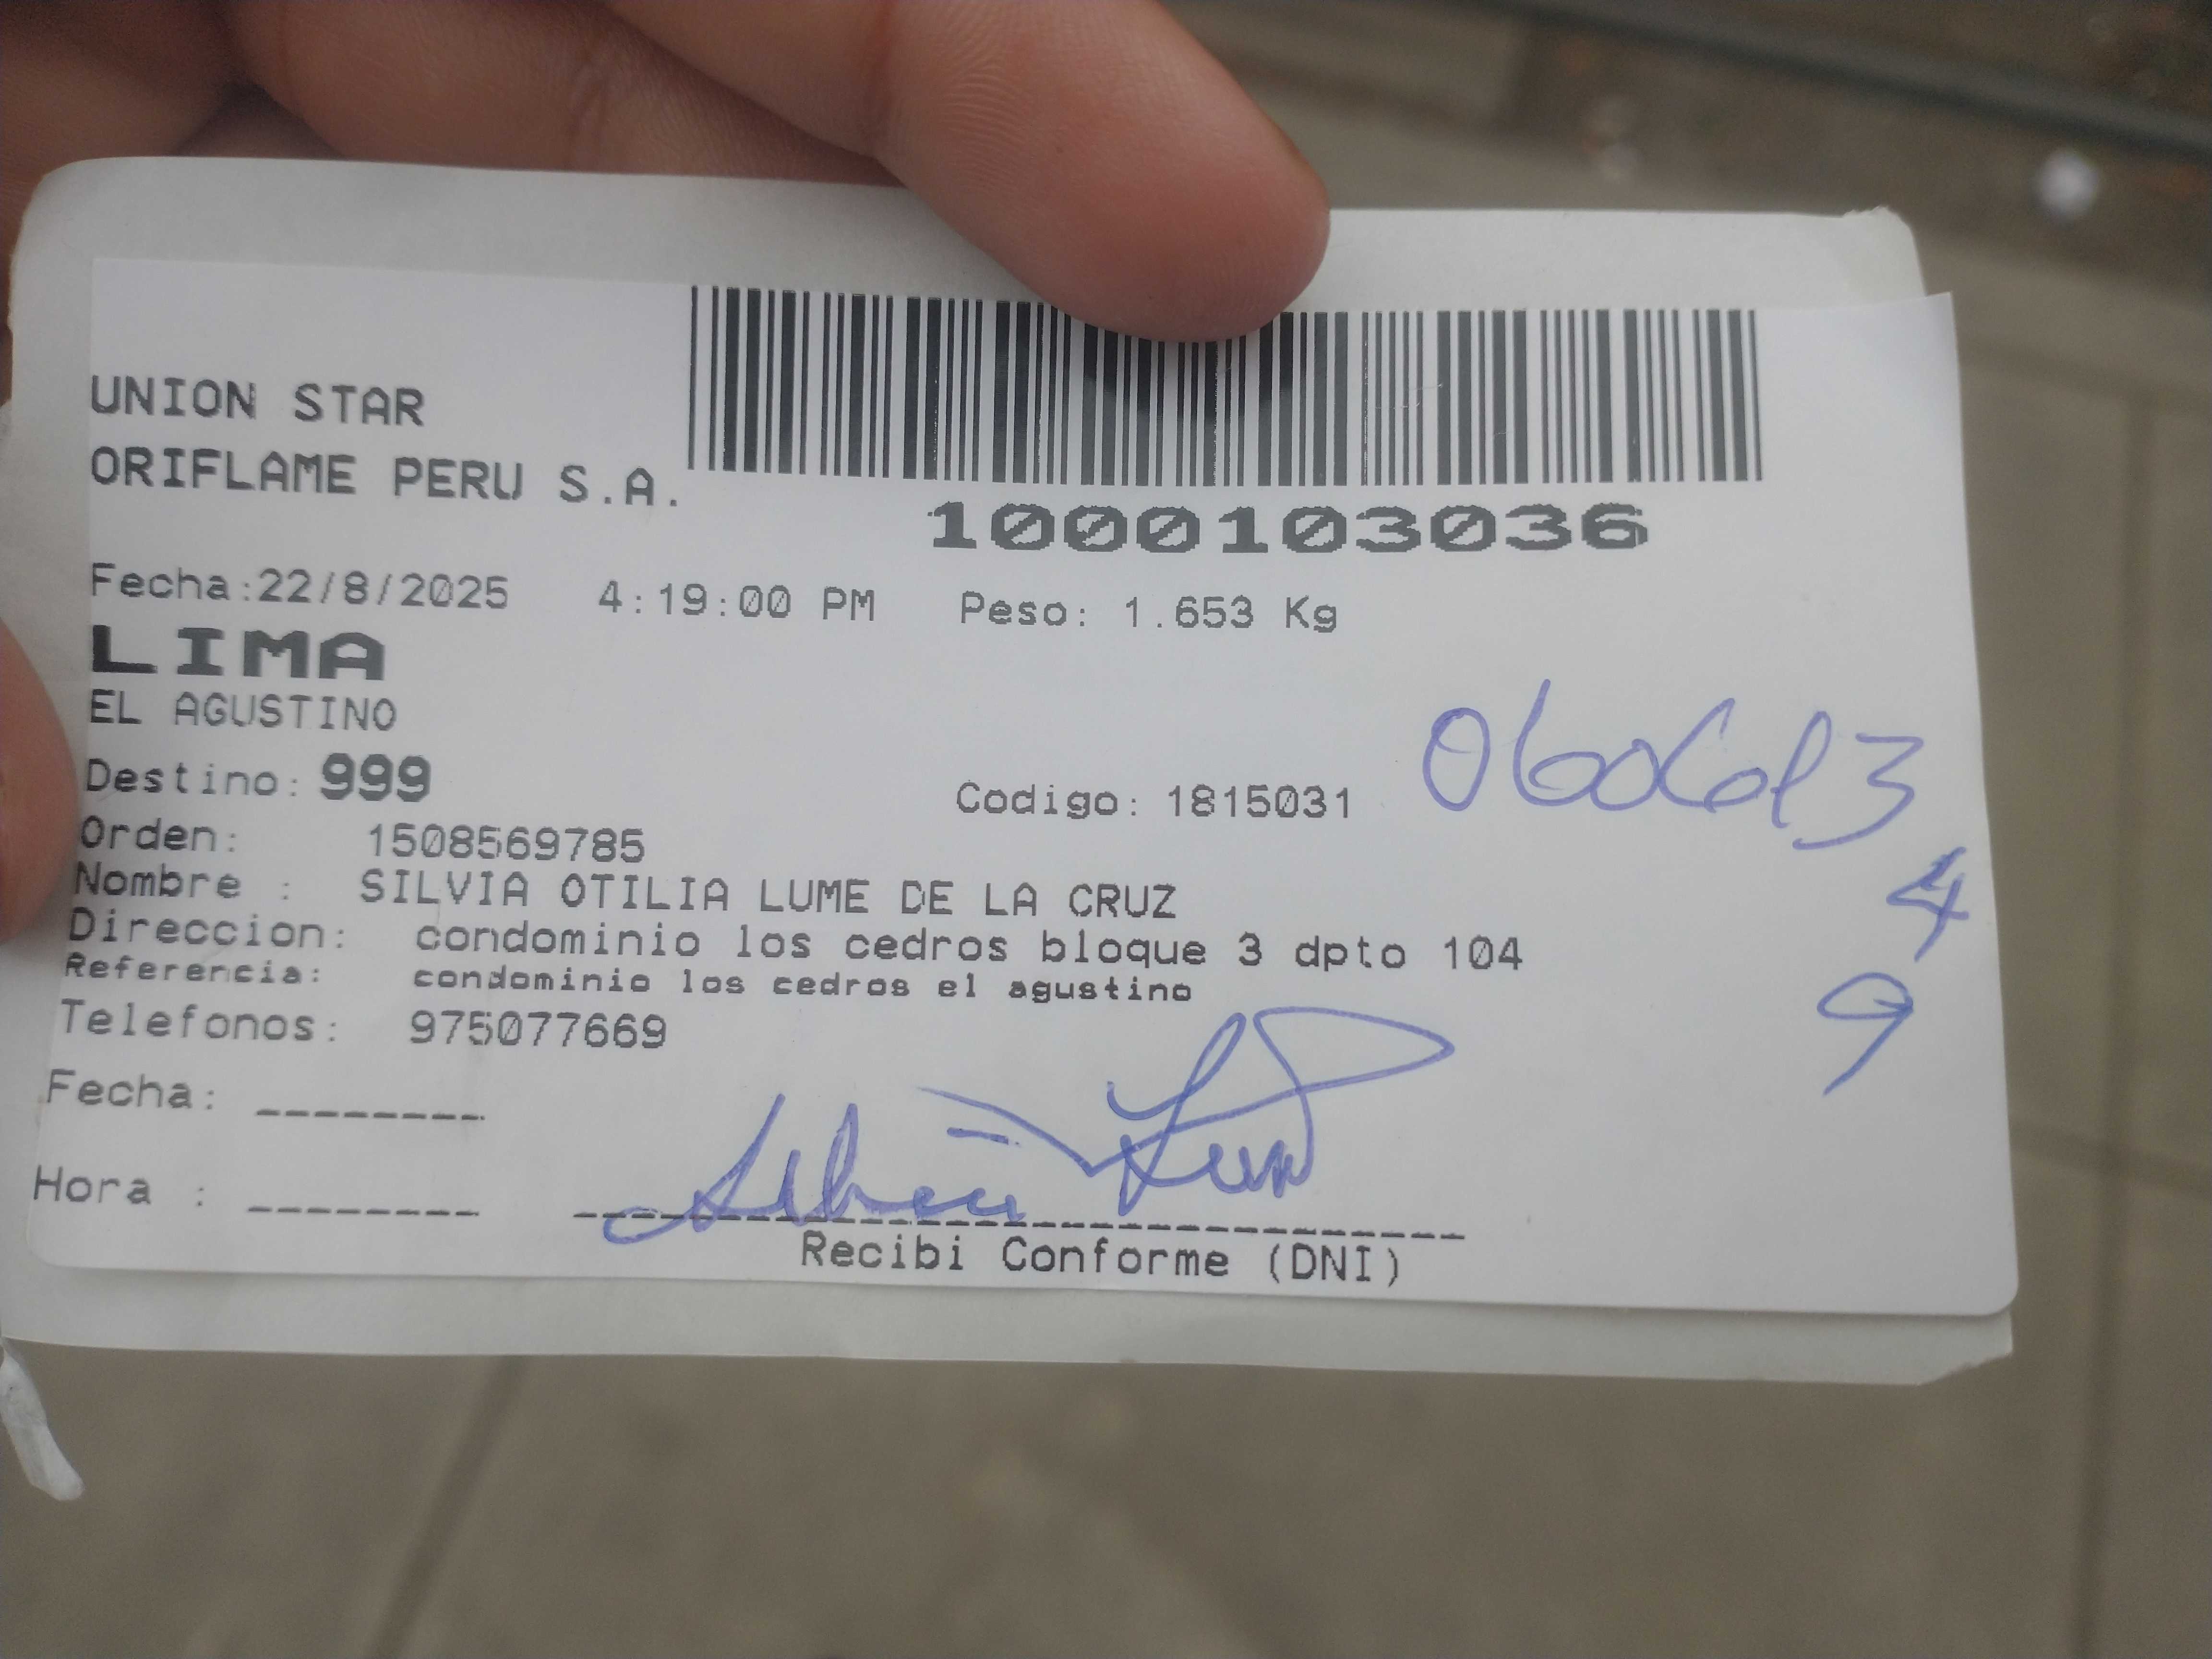 UNION STAR
ORIFLAME PERU S.A.
1000103036
Fecha:22/8/2025 4:19:00 PM Peso: 1.653 Kg
LIMA
EL AGUSTINO
Destino: 999 Codigo: 1815031
Orden: 1508569785
Nombre : SILVIA OTILIA LUME DE LA CRUZ
Direccion: condominio los cedros bloque 3 dpto 104
4
Referencia: condominio los cedros el agustino
9
Telefonos: 975077669
Fecha: ________
Hora : ________
Recibi Conforme (DNI)